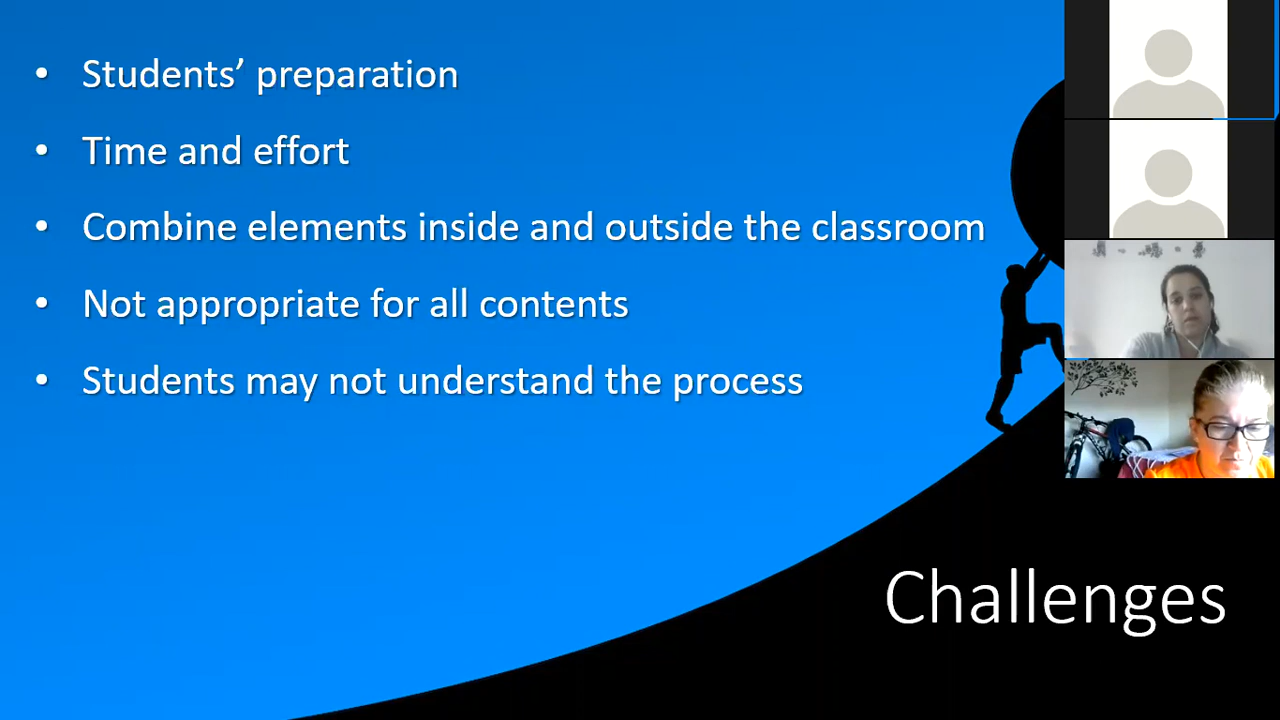 • Students’ preparation
• Time and effort
• Combine elements inside and outside the classroom
• Not appropriate for all contents
• Students may not understand the process
Challenges